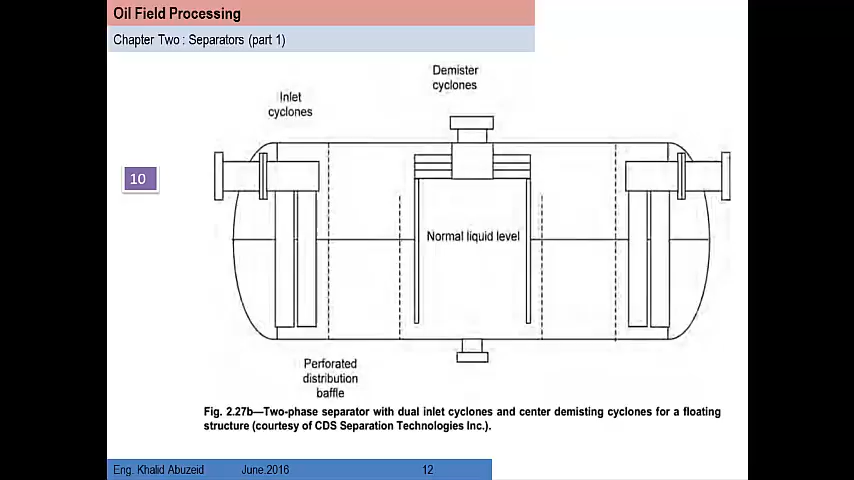 Oil Field Processing
Chapter Two : Separators (part 1)
Demister
cyclones
Inlet
cyclones
10
Normal liquid level
Perforated
distribution
baffle
Fig. 2.27b—Two-phase separator with dual inlet cyclones and center demisting cyclones for a floating
structure (courtesy of CDS Separation Technologies Inc.).
Eng. Khalid Abuzeid June.2016 12